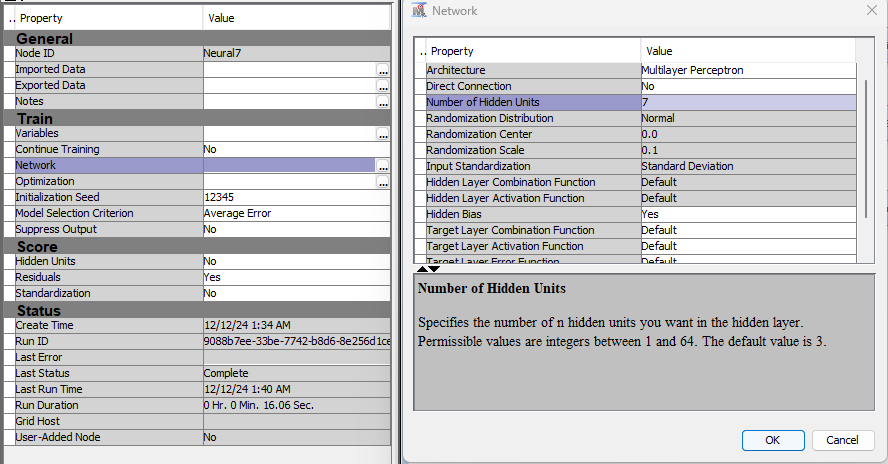 .. Property Value
General
Node ID Neural7
Imported Data ...
Exported Data ...
Notes ...
Train
Variables ...
Continue Training No
Network ...
Optimization ...
Initialization Seed 12345
Model Selection Criterion Average Error
Suppress Output No
Score
Hidden Units No
Residuals Yes
Standardization No
Status
Create Time 12/12/24 1:34 AM
Run ID 9088b7ee-33be-7742-b8d6-8e256d1ce
Last Error
Last Status Complete
Last Run Time 12/12/24 1:40 AM
Run Duration 0 Hr. 0 Min. 16.06 Sec.
Grid Host
User-Added Node No
Network
.. Property Value
Architecture Multilayer Perceptron
Direct Connection No
Number of Hidden Units 7
Randomization Distribution Normal
Randomization Center 0.0
Randomization Scale 0.1
Input Standardization Standard Deviation
Hidden Layer Combination Function Default
Hidden Layer Activation Function Default
Hidden Bias Yes
Target Layer Combination Function Default
Target Layer Activation Function Default
Target Layer Error Function Default
Number of Hidden Units
Specifies the number of n hidden units you want in the hidden layer.
Permissible values are integers between 1 and 64. The default value is 3.
OK Cancel